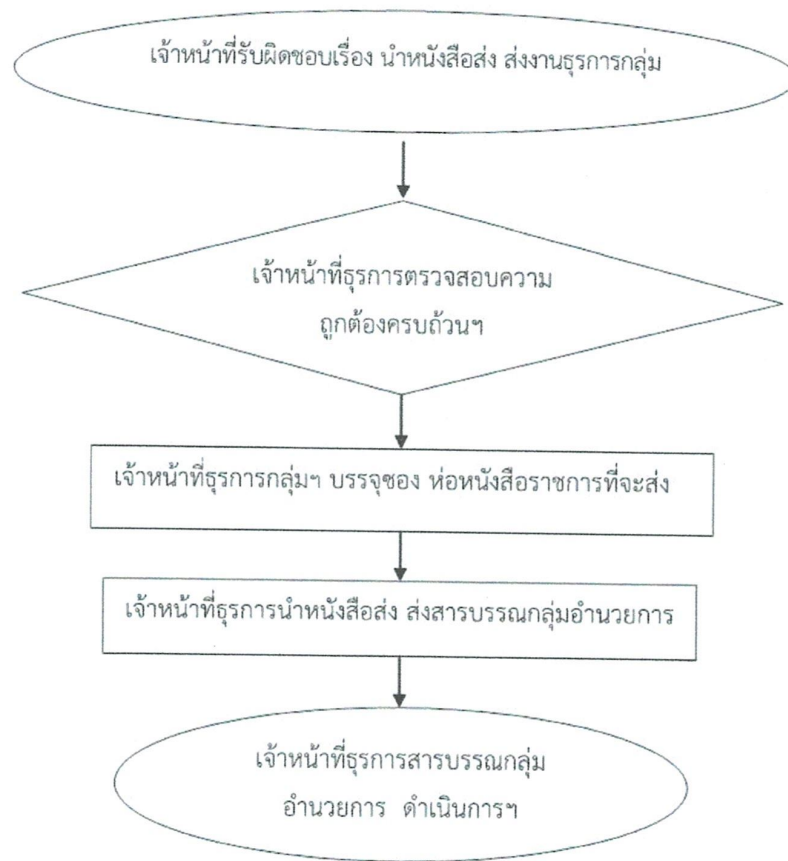 เจ้าหน้าที่รับผิดชอบเรื่อง นำหนังสือส่ง ส่งงานธุรการกลุ่ม
เจ้าหน้าที่ธุรการตรวจสอบความ
ถูกต้องครบถ้วนฯ
เจ้าหน้าที่ธุรการกลุ่มฯ บรรจุซอง ห่อหนังสือราชการที่จะส่ง
เจ้าหน้าที่ธุรการนำหนังสือส่ง ส่งสารบรรณกลุ่มอำนวยการ
เจ้าหน้าที่ธุรการสารบรรณกลุ่ม
อำนวยการ ดำเนินการฯ